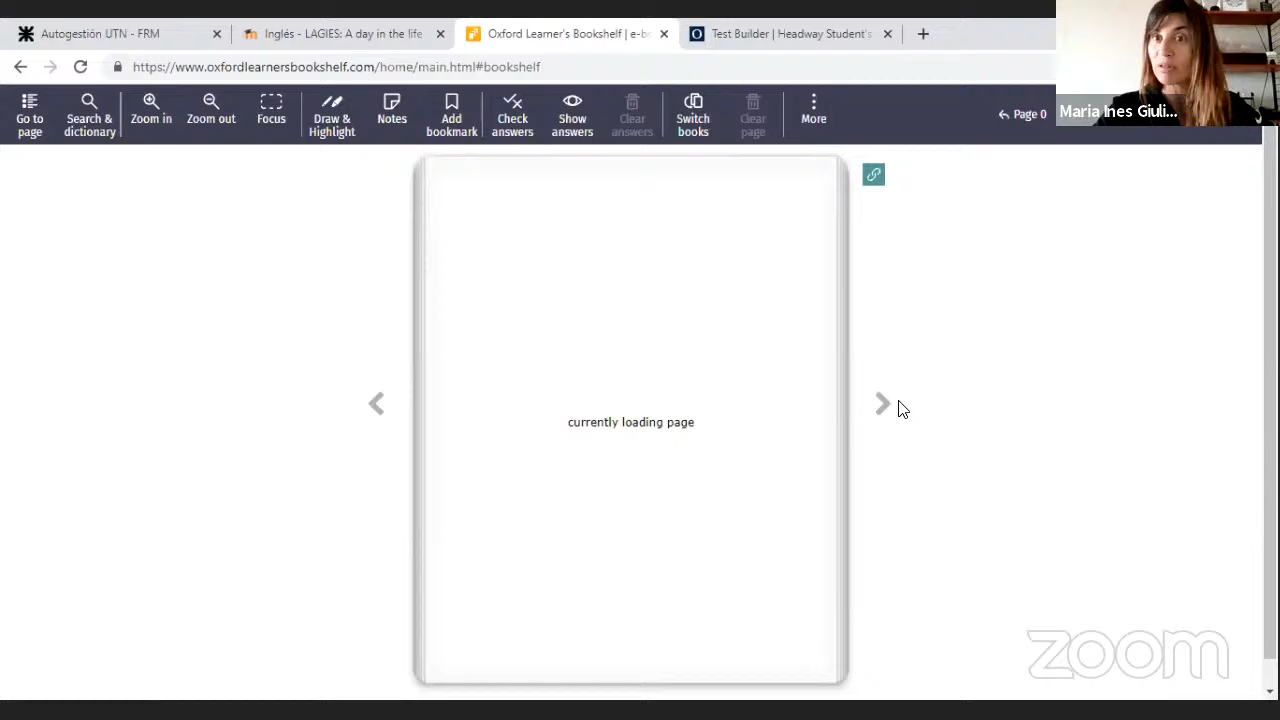 Autogestión UTN - FRM
Inglés - LAGIES: A day in the life
Oxford Learner's Bookshelf | e-bo
Test Builder | Headway Student's
https://www.oxfordlearnersbookshelf.com/home/main.html#bookshelf
Go to page
Search & dictionary
Zoom in
Zoom out
Focus
Draw & Highlight
Notes
Add bookmark
Check answers
Show answers
Clear answers
Switch books
Clear page
More
Page 0
Maria Ines Giuli...
currently loading page
zoom